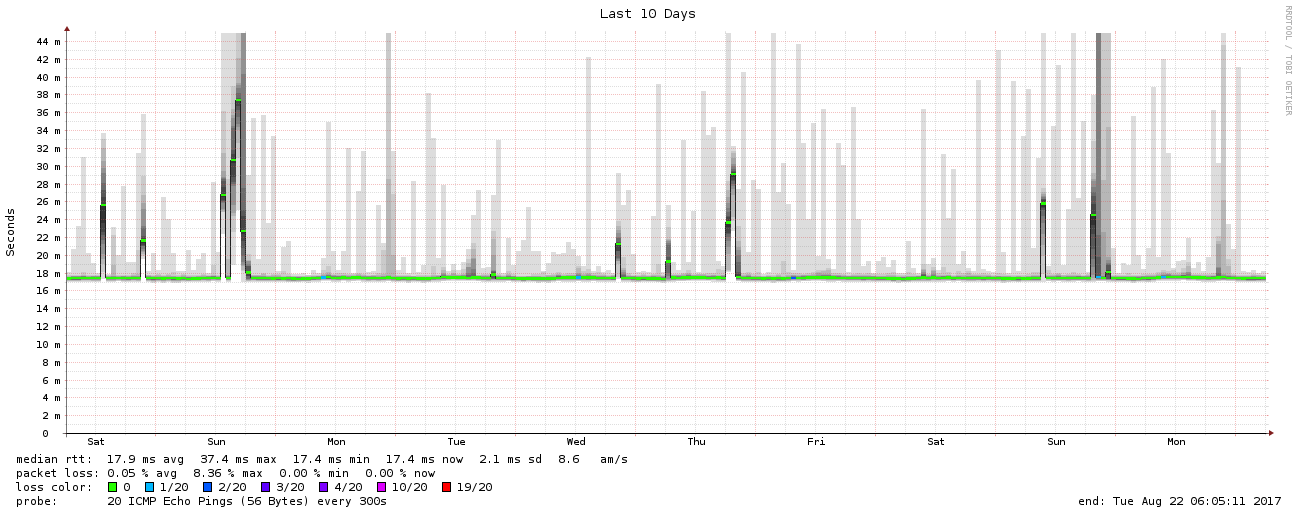 Last 10 Days
RRDTOOL / TOBI OETIKER
Seconds
44 m
42 m
40 m
38 m
36 m
34 m
32 m
30 m
28 m
26 m
24 m
22 m
20 m
18 m
16 m
14 m
12 m
10 m
8 m
6 m
4 m
2 m
0
Sat Sun Mon Tue Wed Thu Fri Sat Sun Mon
median rtt: 17.9 ms avg 37.4 ms max 17.4 ms min 17.4 ms now 2.1 ms sd 8.6 am/s
packet loss: 0.05 % avg 8.36 % max 0.00 % min 0.00 % now
loss color: 0 1/20 2/20 3/20 4/20 10/20 19/20
probe: 20 ICMP Echo Pings (56 Bytes) every 300s end: Tue Aug 22 06:05:11 2017